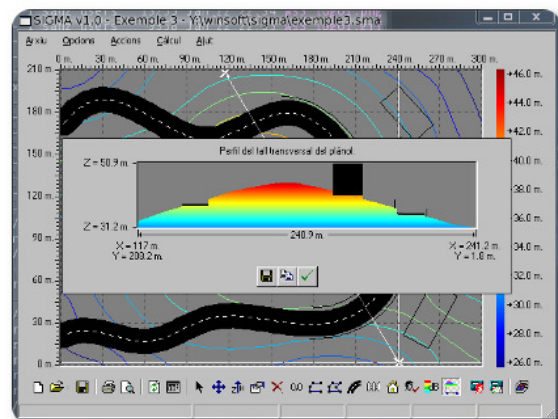 SIGMA v1.0 - Exemple 3 - Y:\winsoft\sigma\exemple3.sma
Arxiu Opcions Accions Càlcul Ajut
0 m. 30 m. 60 m. 90 m. 120 m. 150 m. 180 m. 210 m. 240 m. 270 m. 300 m.
210 m.
180 m.
150 m.
120 m.
90 m.
60 m.
30 m.
0 m.
+46.0 m.
+44.0 m.
+42.0 m.
+40.0 m.
+38.0 m.
+36.0 m.
+34.0 m.
+32.0 m.
+30.0 m.
+28.0 m.
+26.0 m.
Perfil del tall transversal del plànol.
Z = 50.9 m.
Z = 31.2 m.
240.9 m.
X = 117 m.
Y = 208.2 m.
X = 241.2 m.
Y = 1.8 m.